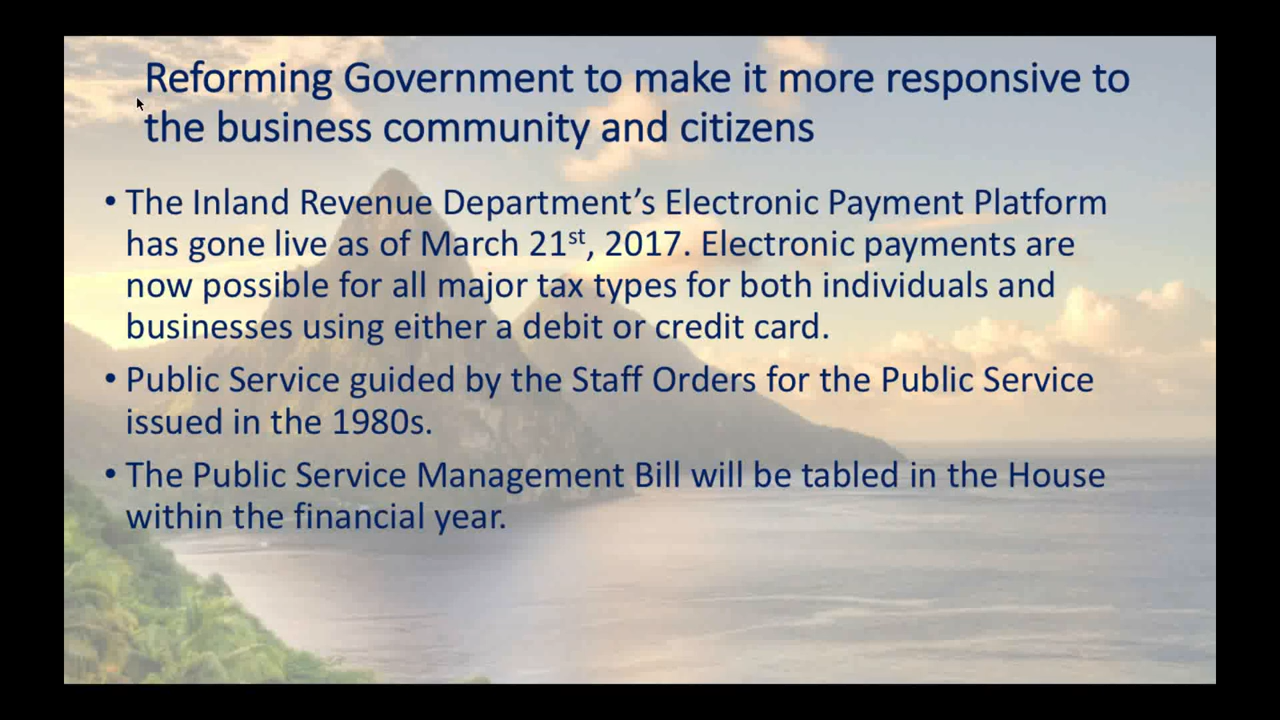 Reforming Government to make it more responsive to
the business community and citizens
• The Inland Revenue Department’s Electronic Payment Platform
has gone live as of March 21st, 2017. Electronic payments are
now possible for all major tax types for both individuals and
businesses using either a debit or credit card.
• Public Service guided by the Staff Orders for the Public Service
issued in the 1980s.
• The Public Service Management Bill will be tabled in the House
within the financial year.